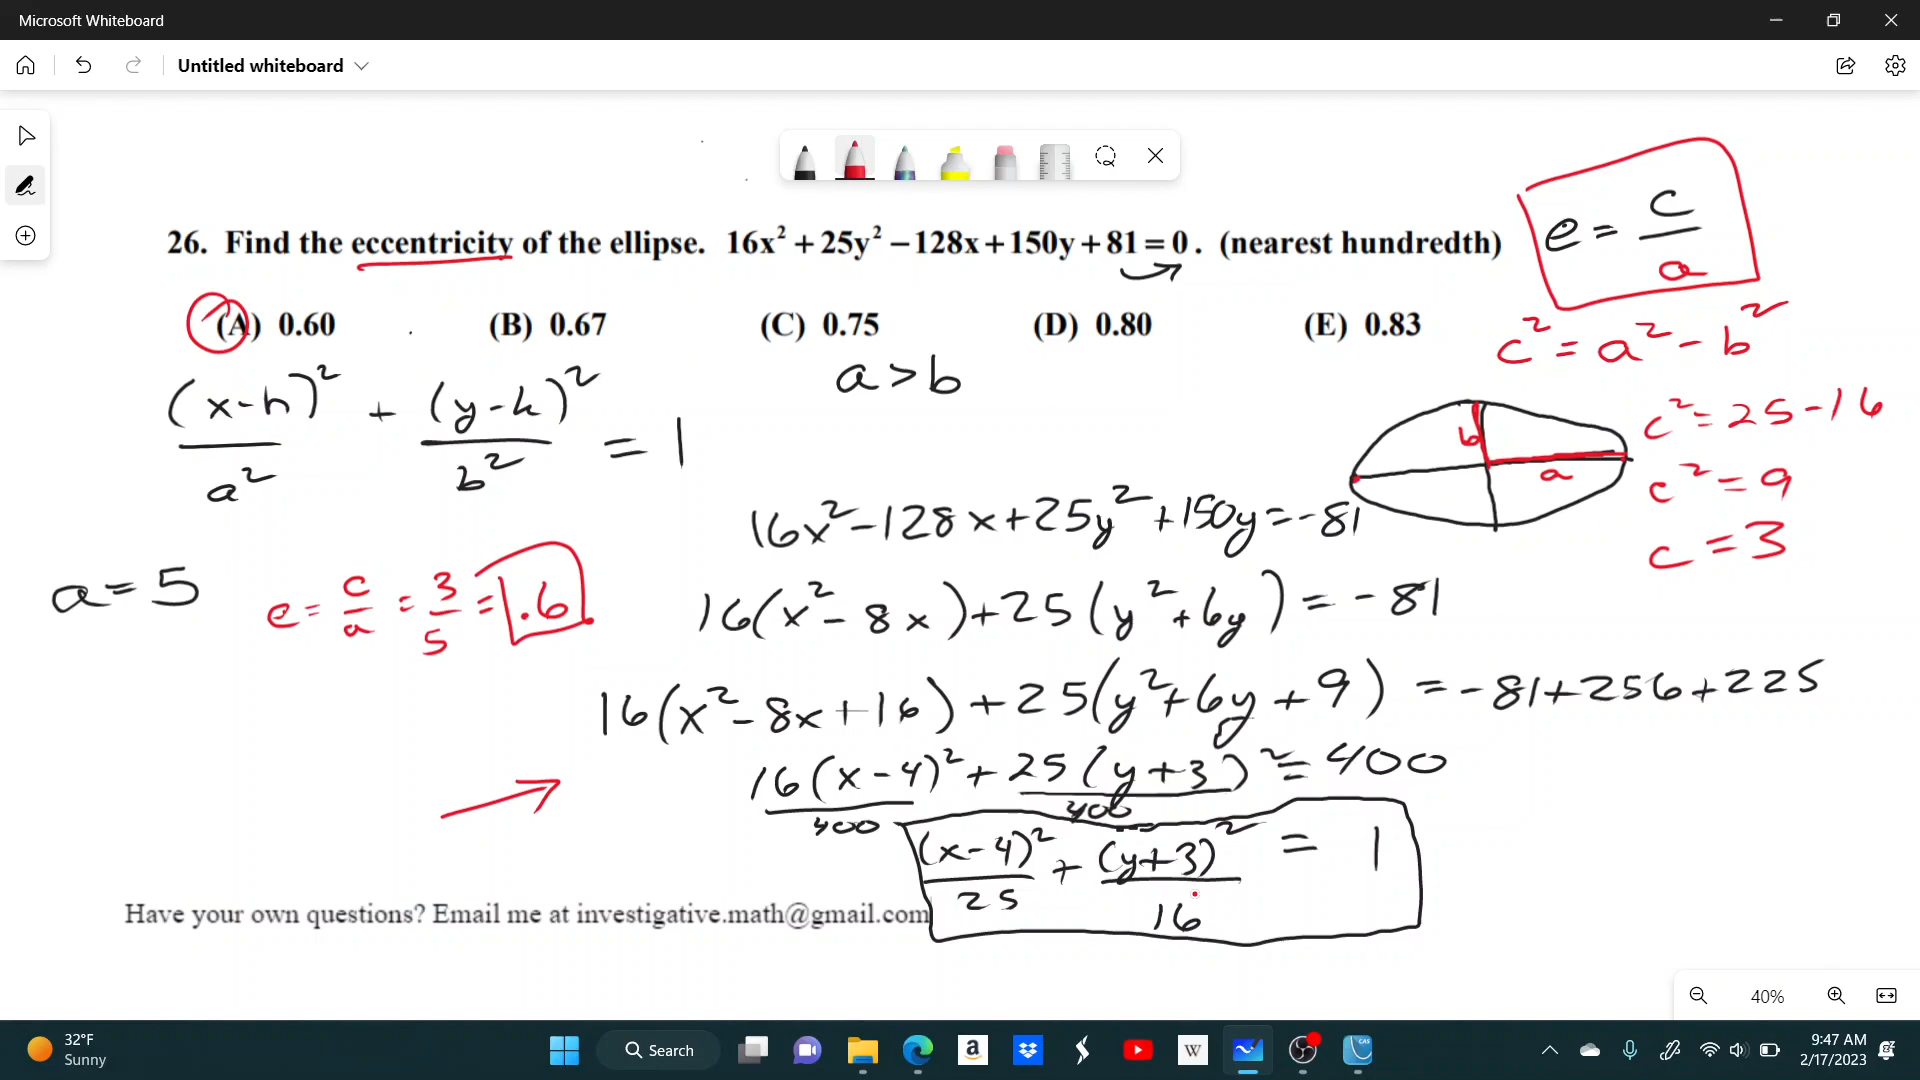 Microsoft Whiteboard
Untitled whiteboard
26. Find the eccentricity of the ellipse. 16x² + 25y² − 128x + 150y + 81 = 0. (nearest hundredth)
(A) 0.60 (B) 0.67 (C) 0.75 (D) 0.80 (E) 0.83
e = c/a
c² = a² - b²
(x-h)²/a² + (y-k)²/b² = 1
a > b
b
a
c² = 25-16
c² = 9
c = 3
16x² - 128x + 25y² + 150y = -81
a = 5
e = c/a = 3/5 = .6
16(x² - 8x) + 25(y² + 6y) = -81
16(x² - 8x + 16) + 25(y² + 6y + 9) = -81 + 256 + 225
16(x-4)²/400 + 25(y+3)²/400 = 400
(x-4)²/25 + (y+3)²/16 = 1
Have your own questions? Email me at investigative.math@gmail.com
40%
32°F
Sunny
Search
a
W
CAS
9:47 AM
2/17/2023